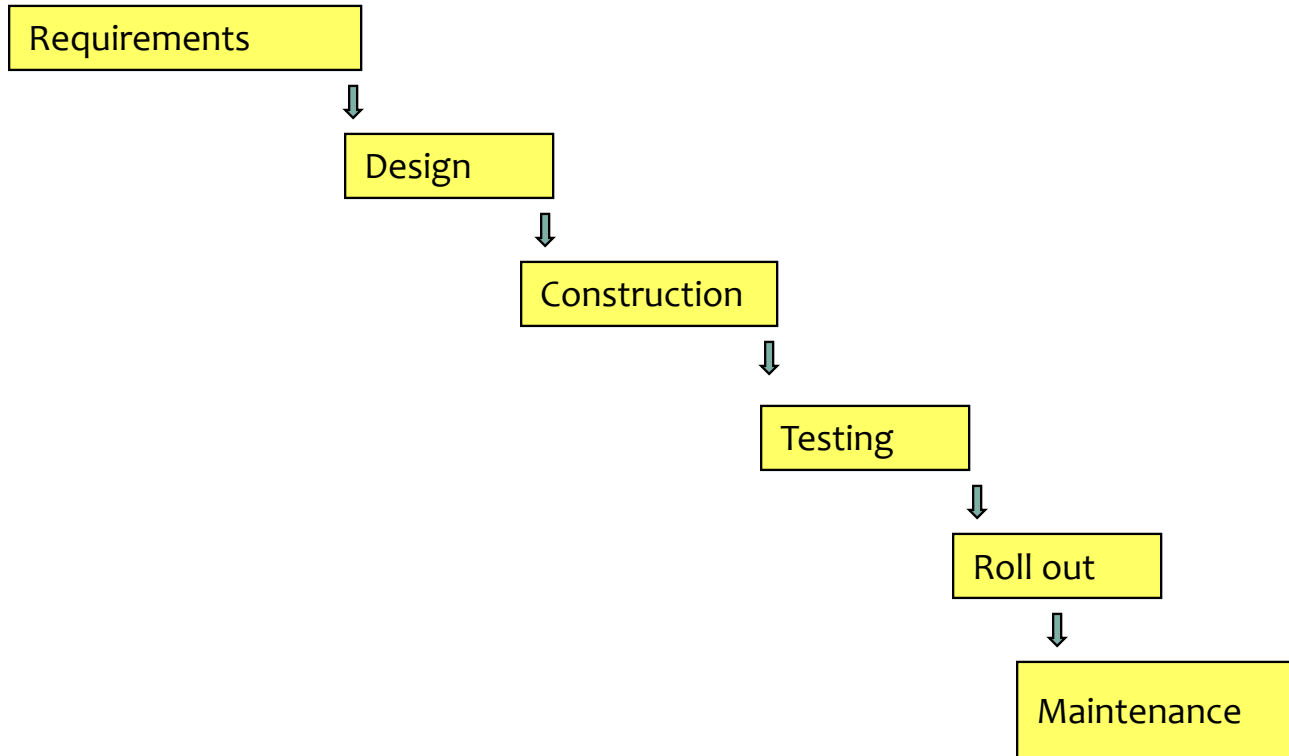 Requirements
Design
Construction
Testing
Roll out
Maintenance